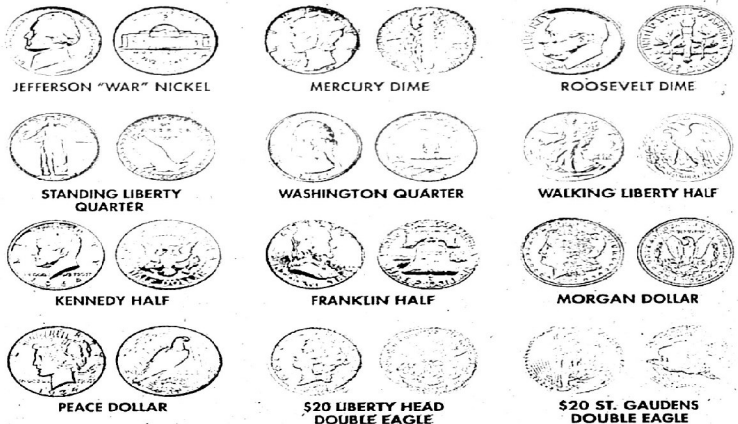 JEFFERSON "WAR" NICKEL
MERCURY DIME
ROOSEVELT DIME
STANDING LIBERTY
QUARTER
WASHINGTON QUARTER
WALKING LIBERTY HALF
KENNEDY HALF
FRANKLIN HALF
MORGAN DOLLAR
PEACE DOLLAR
$20 LIBERTY HEAD
DOUBLE EAGLE
$20 ST. GAUDENS
DOUBLE EAGLE